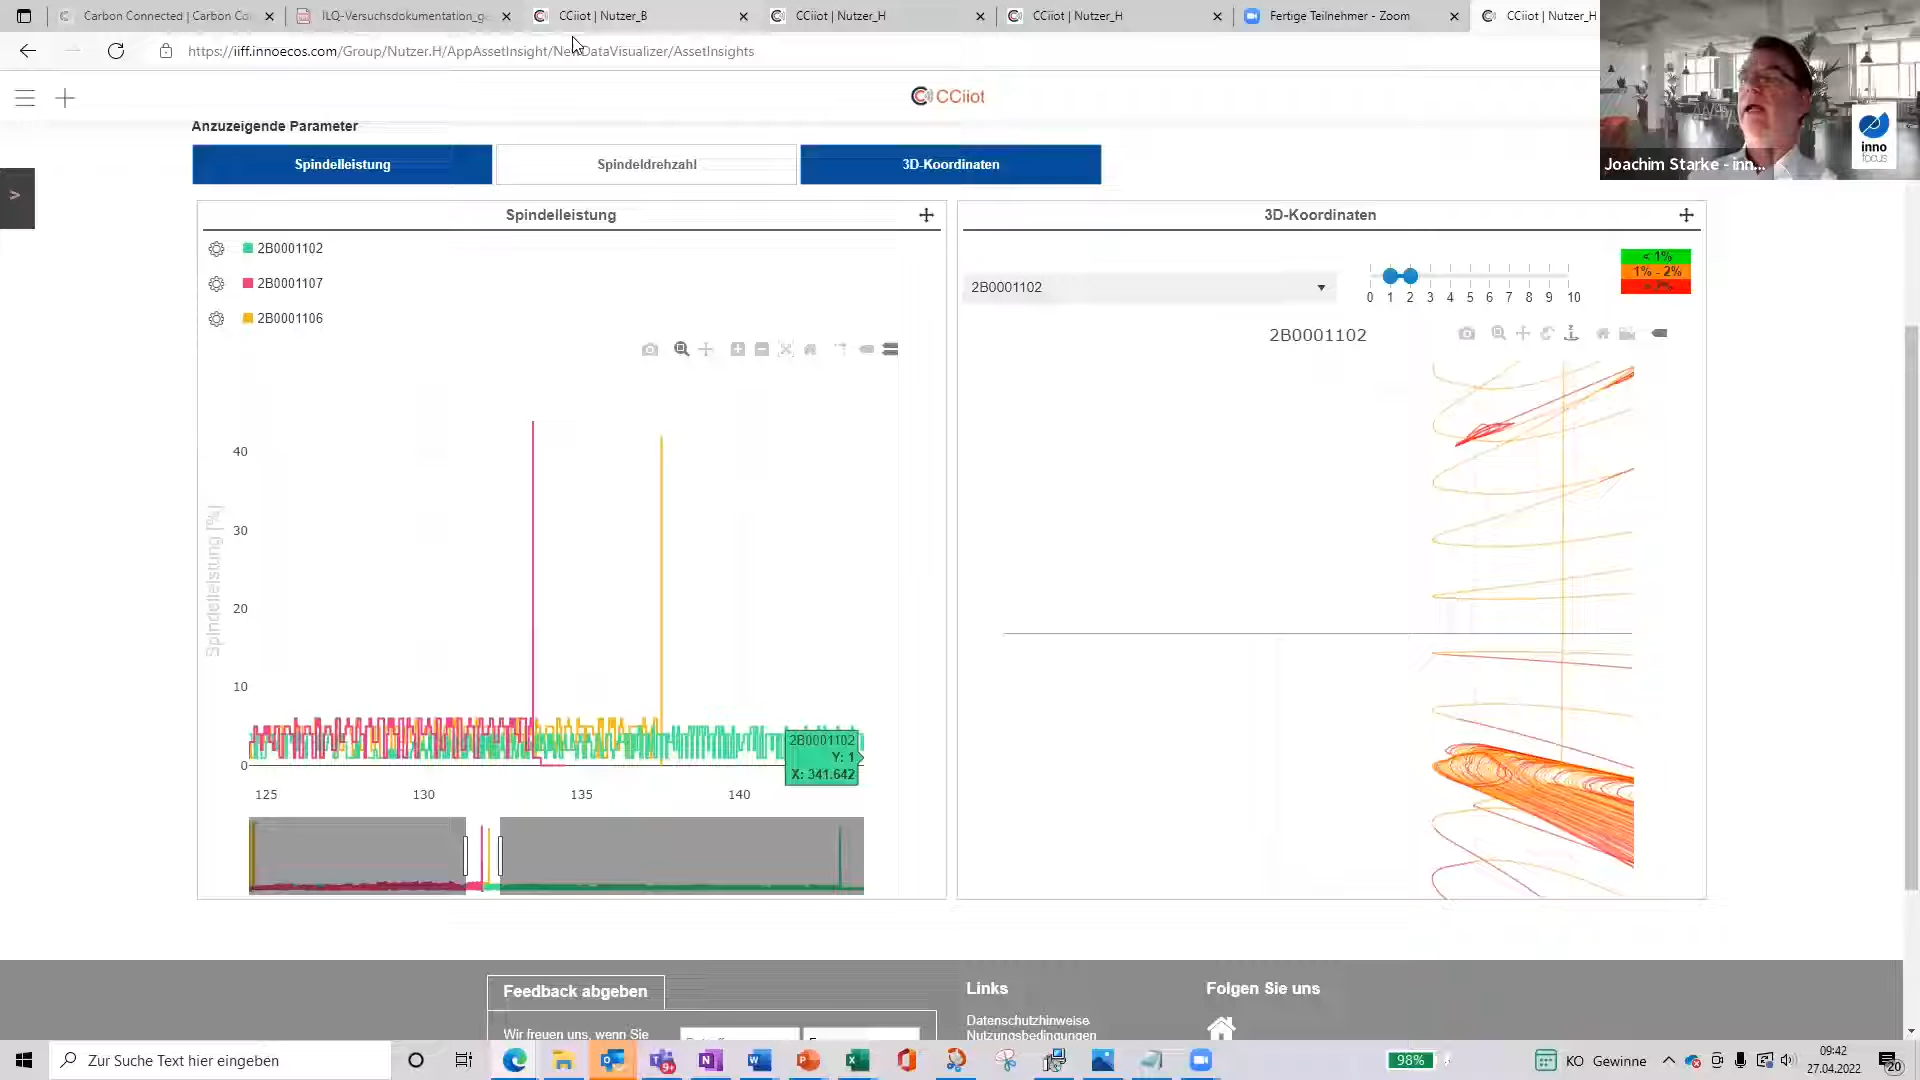 Carbon Connected | Carbon Co
ILQ-Versuchsdokumentation_ge
CCiiot | Nutzer_B
CCiiot | Nutzer_H
CCiiot | Nutzer_H
Fertige Teilnehmer - Zoom
CCiiot | Nutzer_H
https://iiff.innoecos.com/Group/Nutzer.H/AppAssetInsight/NewDataVisualizer/AssetInsights
CCiiot
inno
focus
Joachim Starke - inn...
Anzuzeigende Parameter
Spindelleistung
Spindeldrehzahl
3D-Koordinaten
>
Spindelleistung
2B0001102
2B0001107
2B0001106
Spindelleistung [%]
40
30
20
10
0
125
130
135
140
2B0001102
Y: 1
X: 341.642
3D-Koordinaten
2B0001102
0 1 2 3 4 5 6 7 8 9 10
< 1%
1% - 2%
2B0001102
Feedback abgeben
Wir freuen uns, wenn Sie
Links
Datenschutzhinweise
Nutzungsbedingungen
Folgen Sie uns
Zur Suche Text hier eingeben
9+
98%
KO Gewinne
09:42
27.04.2022
20